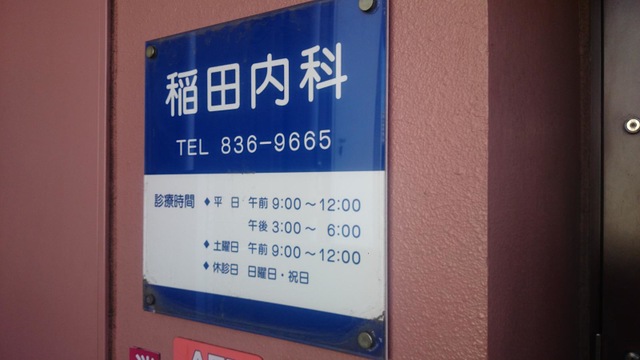 稲田内科
TEL 836-9665
診療時間 ◆平 日 午前 9:00～12:00
午後 3:00～ 6:00
◆土曜日 午前 9:00～12:00
◆休診日 日曜日・祝日